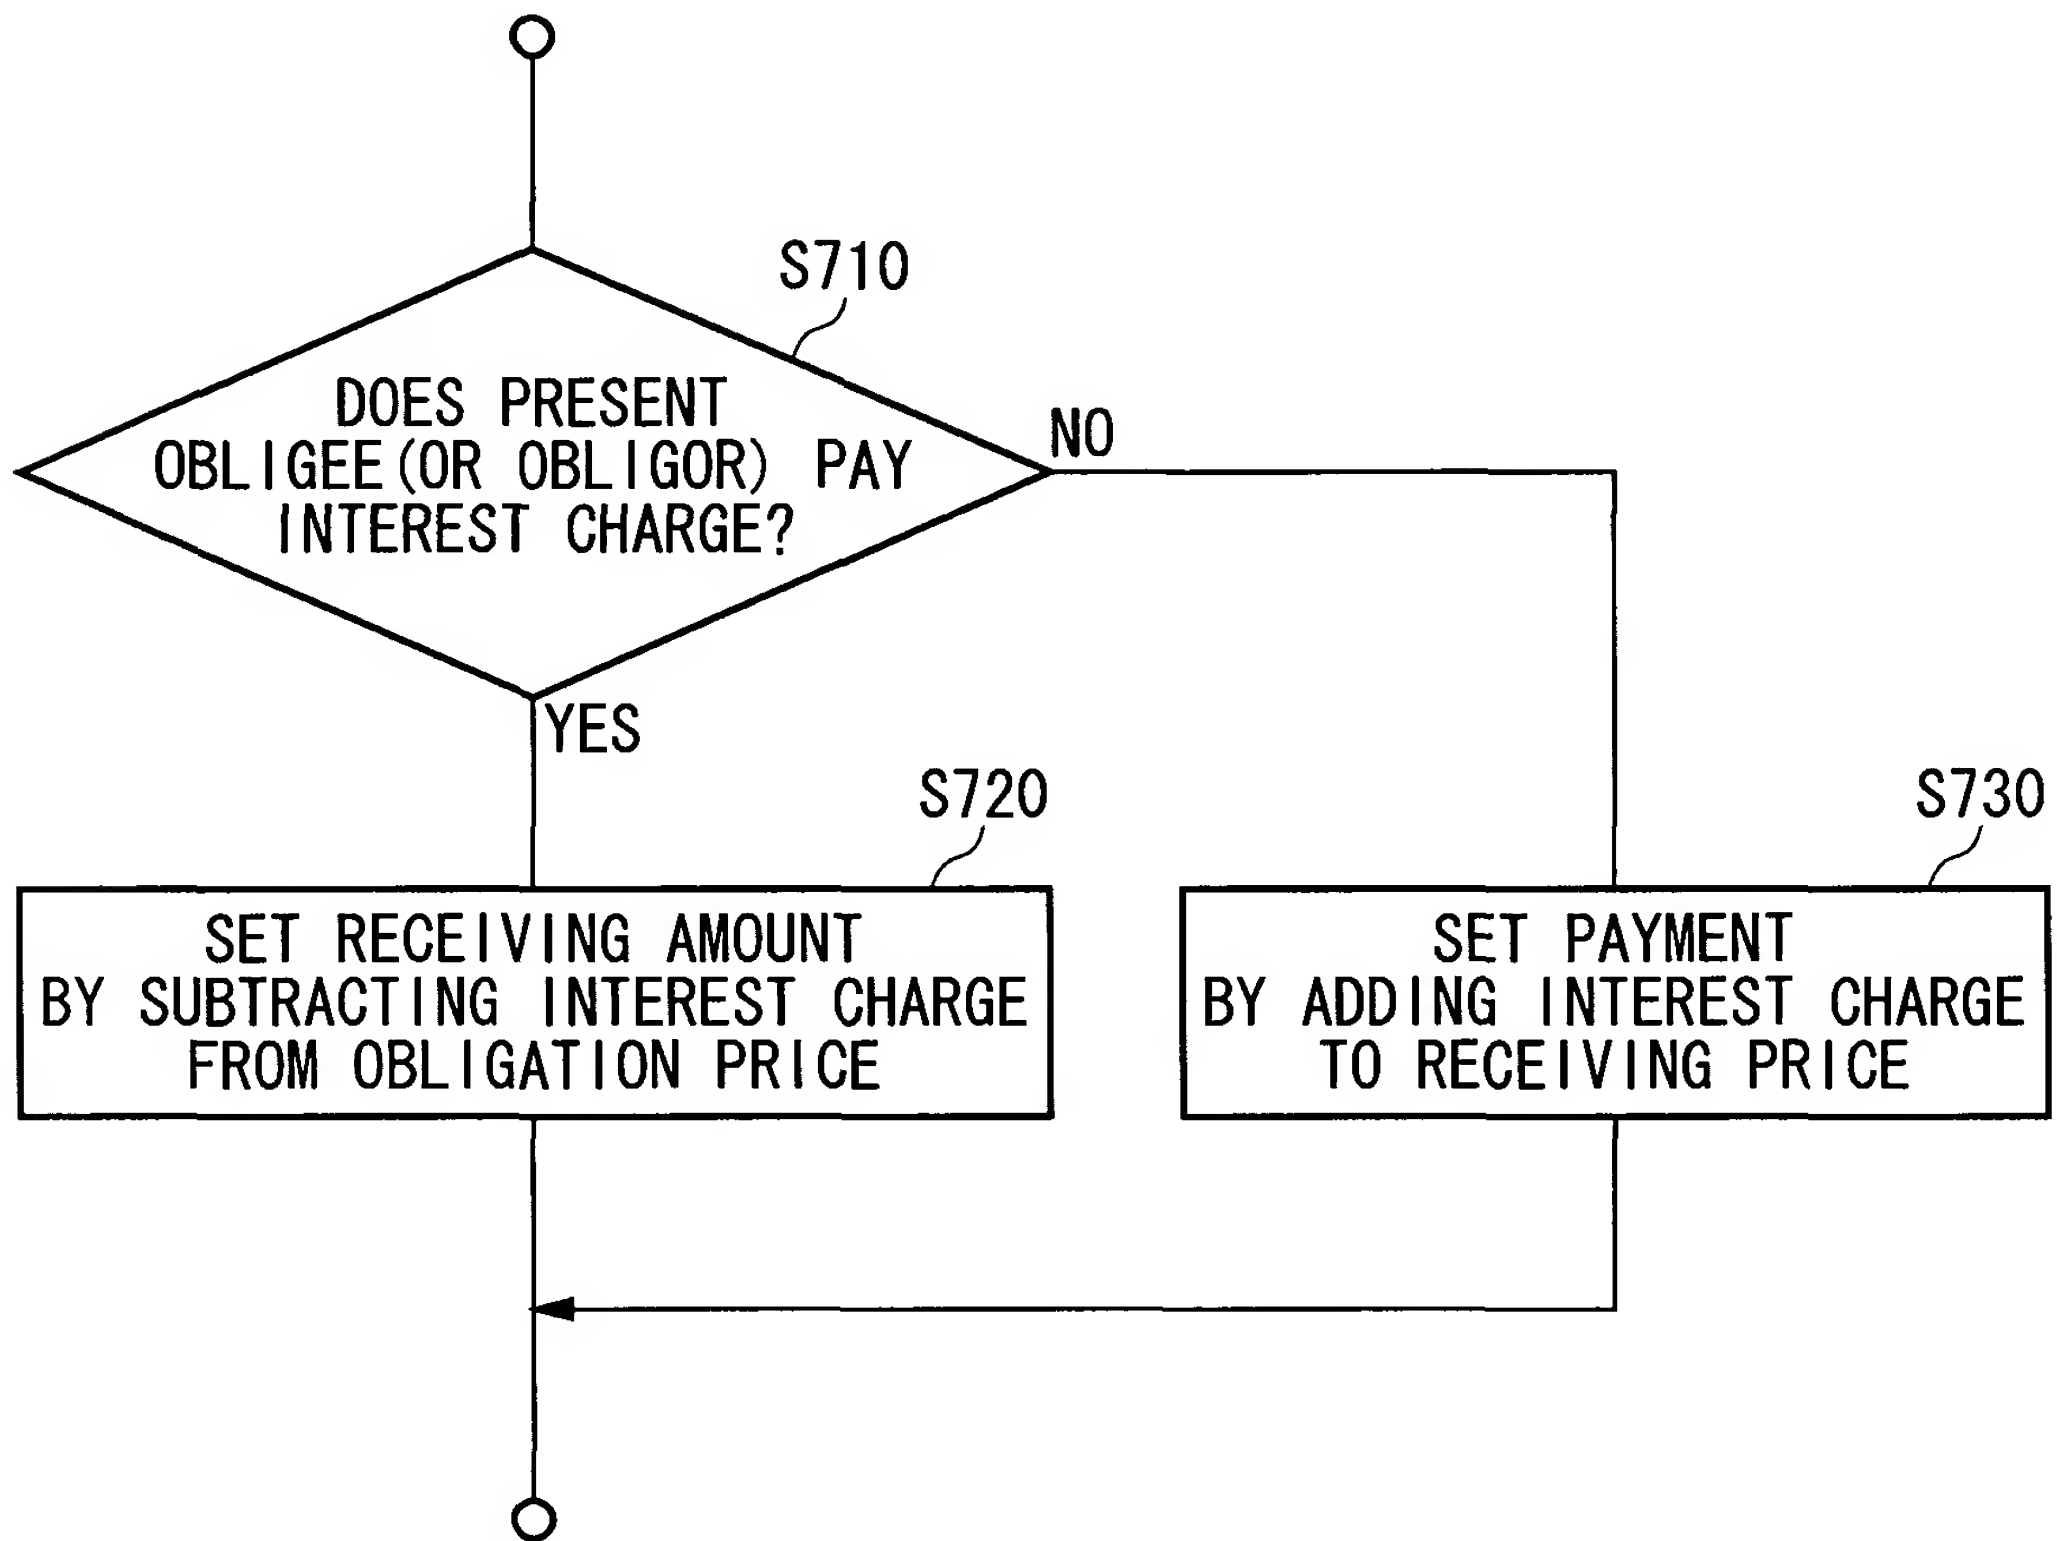 S710
DOES PRESENT
OBLIGEE(OR OBLIGOR) PAY
INTEREST CHARGE?
NO
YES
S720
SET RECEIVING AMOUNT
BY SUBTRACTING INTEREST CHARGE
FROM OBLIGATION PRICE
S730
SET PAYMENT
BY ADDING INTEREST CHARGE
TO RECEIVING PRICE